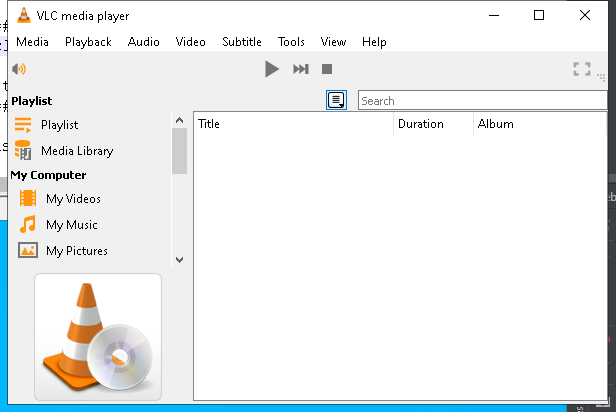 VLC media player
Media Playback Audio Video Subtitle Tools View Help
Search
Playlist
Title Duration Album
Playlist
Media Library
My Computer
My Videos
My Music
My Pictures